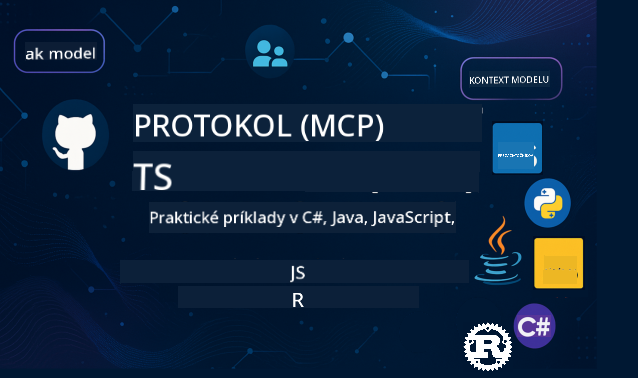 ak model
KONTEXT MODELU
PROTOKOL (MCP)
TS
Praktické príklady v C#, Java, JavaScript,
JS
R
C#
R